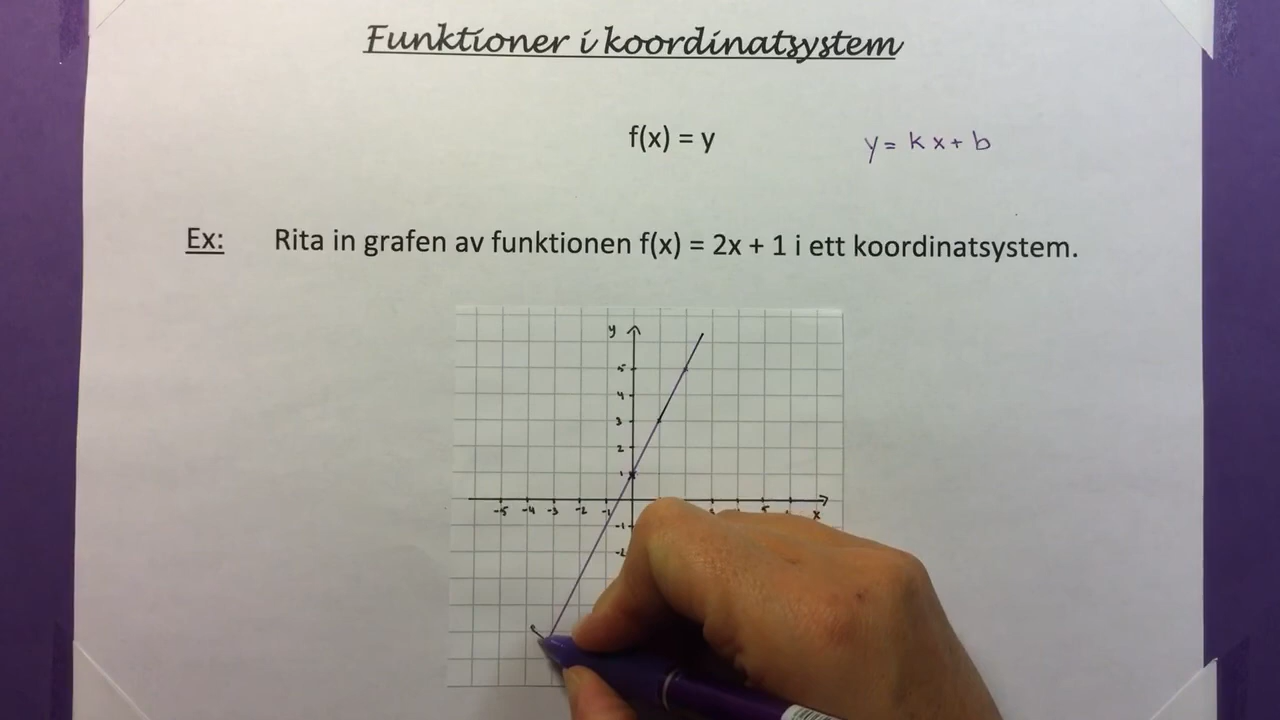 Funktioner i koordinatsystem
f(x) = y
y = kx + b
Ex: Rita in grafen av funktionen f(x) = 2x + 1 i ett koordinatsystem.
y
5
4
3
2
1
-5 -4 -3 -2 -1
x
-1
-2